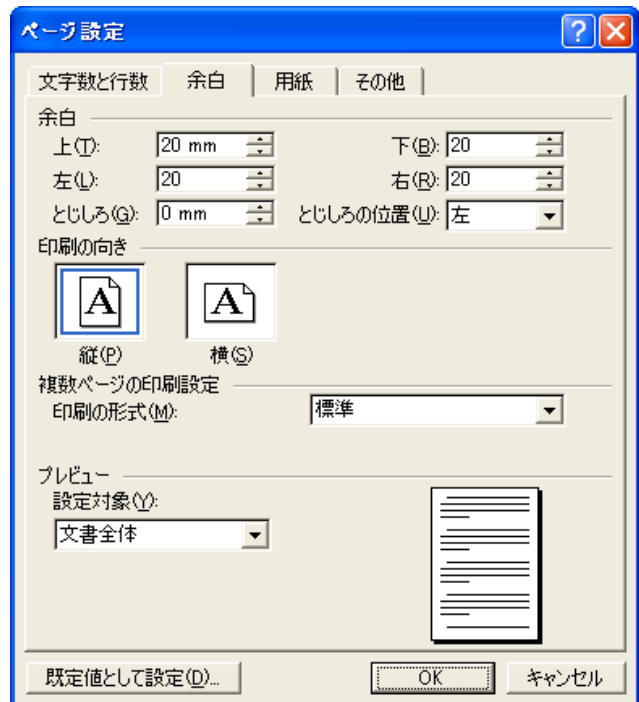 ページ設定
文字数と行数 余白 用紙 その他
余白
上(T): 20 mm 下(B): 20
左(L): 20 右(R): 20
とじしろ(G): 0 mm とじしろの位置(U): 左
印刷の向き
A A
縦(P) 横(S)
複数ページの印刷設定
印刷の形式(M): 標準
プレビュー
設定対象(Y):
文書全体
既定値として設定(D)... OK キャンセル